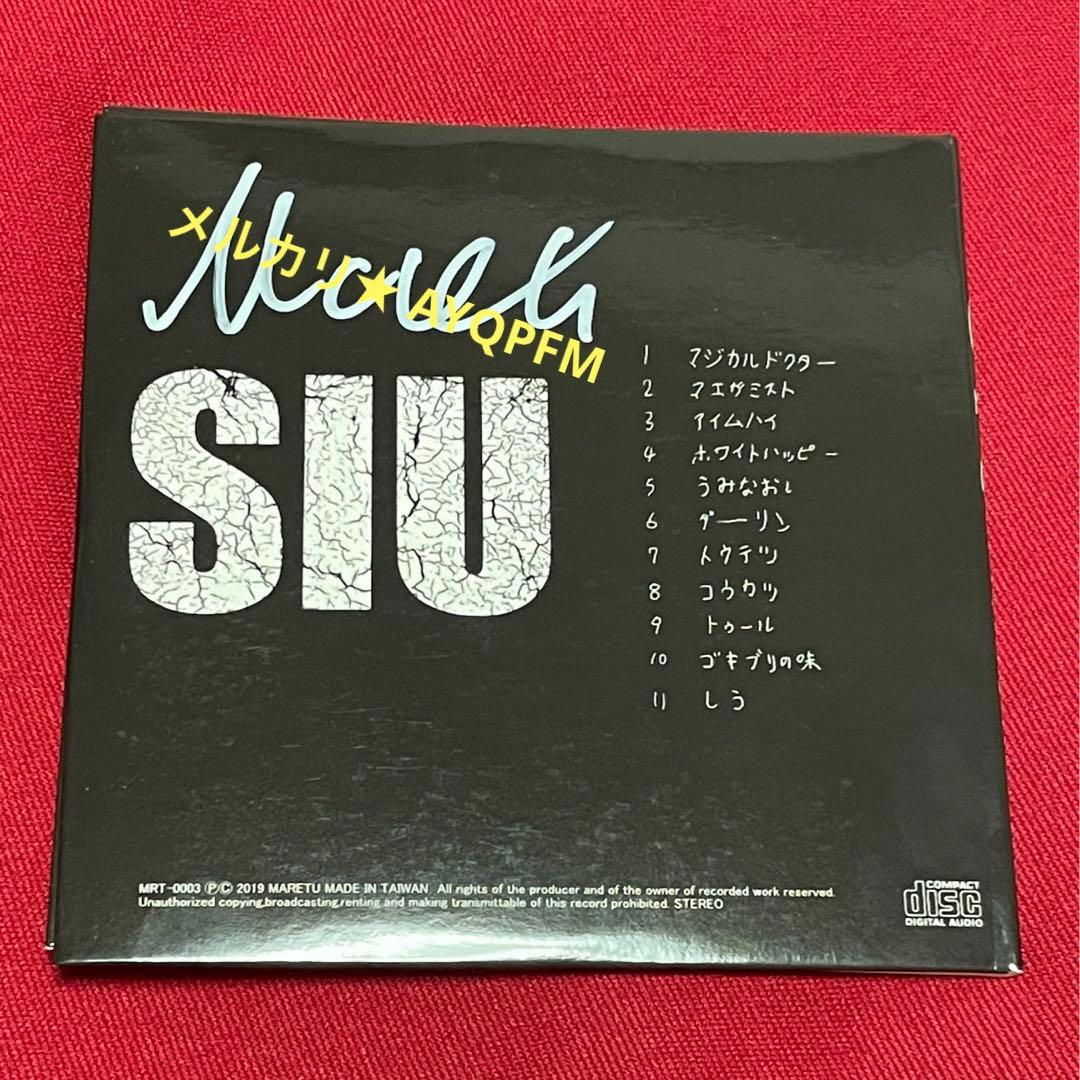 Maretu
メルカリ★AYQPFM
SIU
1 マジカルドクター
2 マエガミスト
3 アイムハイ
4 ホワイトハッピー
5 うみなおし
6 ダーリン
7 トウテツ
8 コウカツ
9 トゥール
10 ゴキブリの味
11 しう
MRT-0003 ℗© 2019 MARETU MADE IN TAIWAN All rights of the producer and of the owner of recorded work reserved.
Unauthorized copying,broadcasting,renting and making transmittable of this record prohibited. STEREO
COMPACT
disc
DIGITAL AUDIO